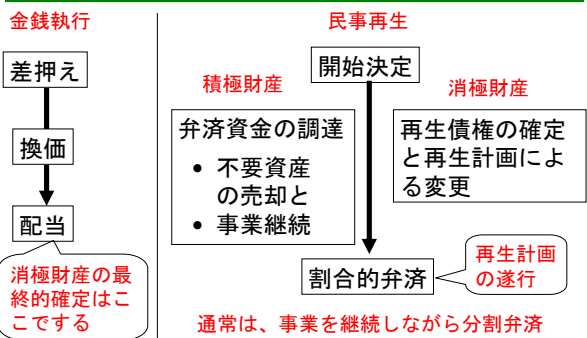 金銭執行
差押え
換価
配当
消極財産の最
終的確定はこ
こでする
民事再生
開始決定
積極財産
弁済資金の調達
• 不要資産
の売却と
• 事業継続
消極財産
再生債権の確定
と再生計画によ
る変更
割合的弁済
再生計画
の遂行
通常は、事業を継続しながら分割弁済